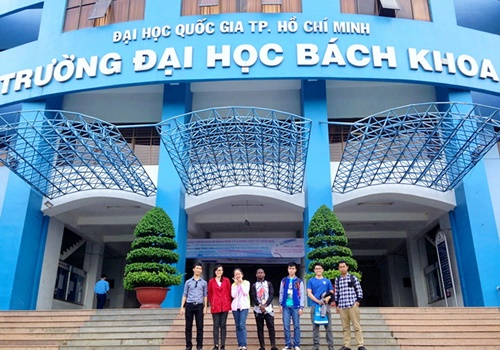 ĐẠI HỌC QUỐC GIA TP. HỒ CHÍ MINH
TRƯỜNG ĐẠI HỌC BÁCH KHOA